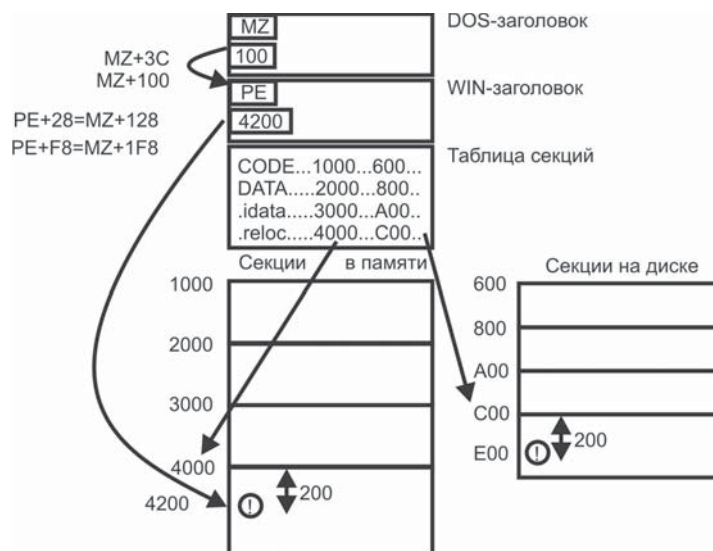 MZ
DOS-заголовок
100
MZ+3C
MZ+100
PE
WIN-заголовок
4200
PE+28=MZ+128
PE+F8=MZ+1F8
Таблица секций
CODE...1000...600...
DATA.....2000...800..
.idata.....3000...A00..
.reloc.....4000...C00..
Секции в памяти
Секции на диске
1000
2000
3000
4000
4200
200
!
600
800
A00
C00
E00
200
!